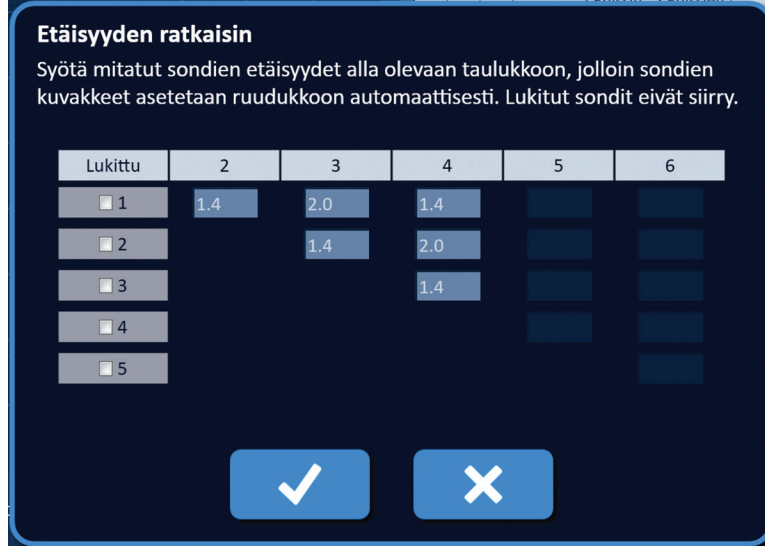 Etäisyyden ratkaisin
Syötä mitatut sondien etäisyydet alla olevaan taulukkoon, jolloin sondien
kuvakkeet asetetaan ruudukkoon automaattisesti. Lukitut sondit eivät siirry.
Lukittu 2 3 4 5 6
1 1.4 2.0 1.4
2 1.4 2.0
3 1.4
4
5